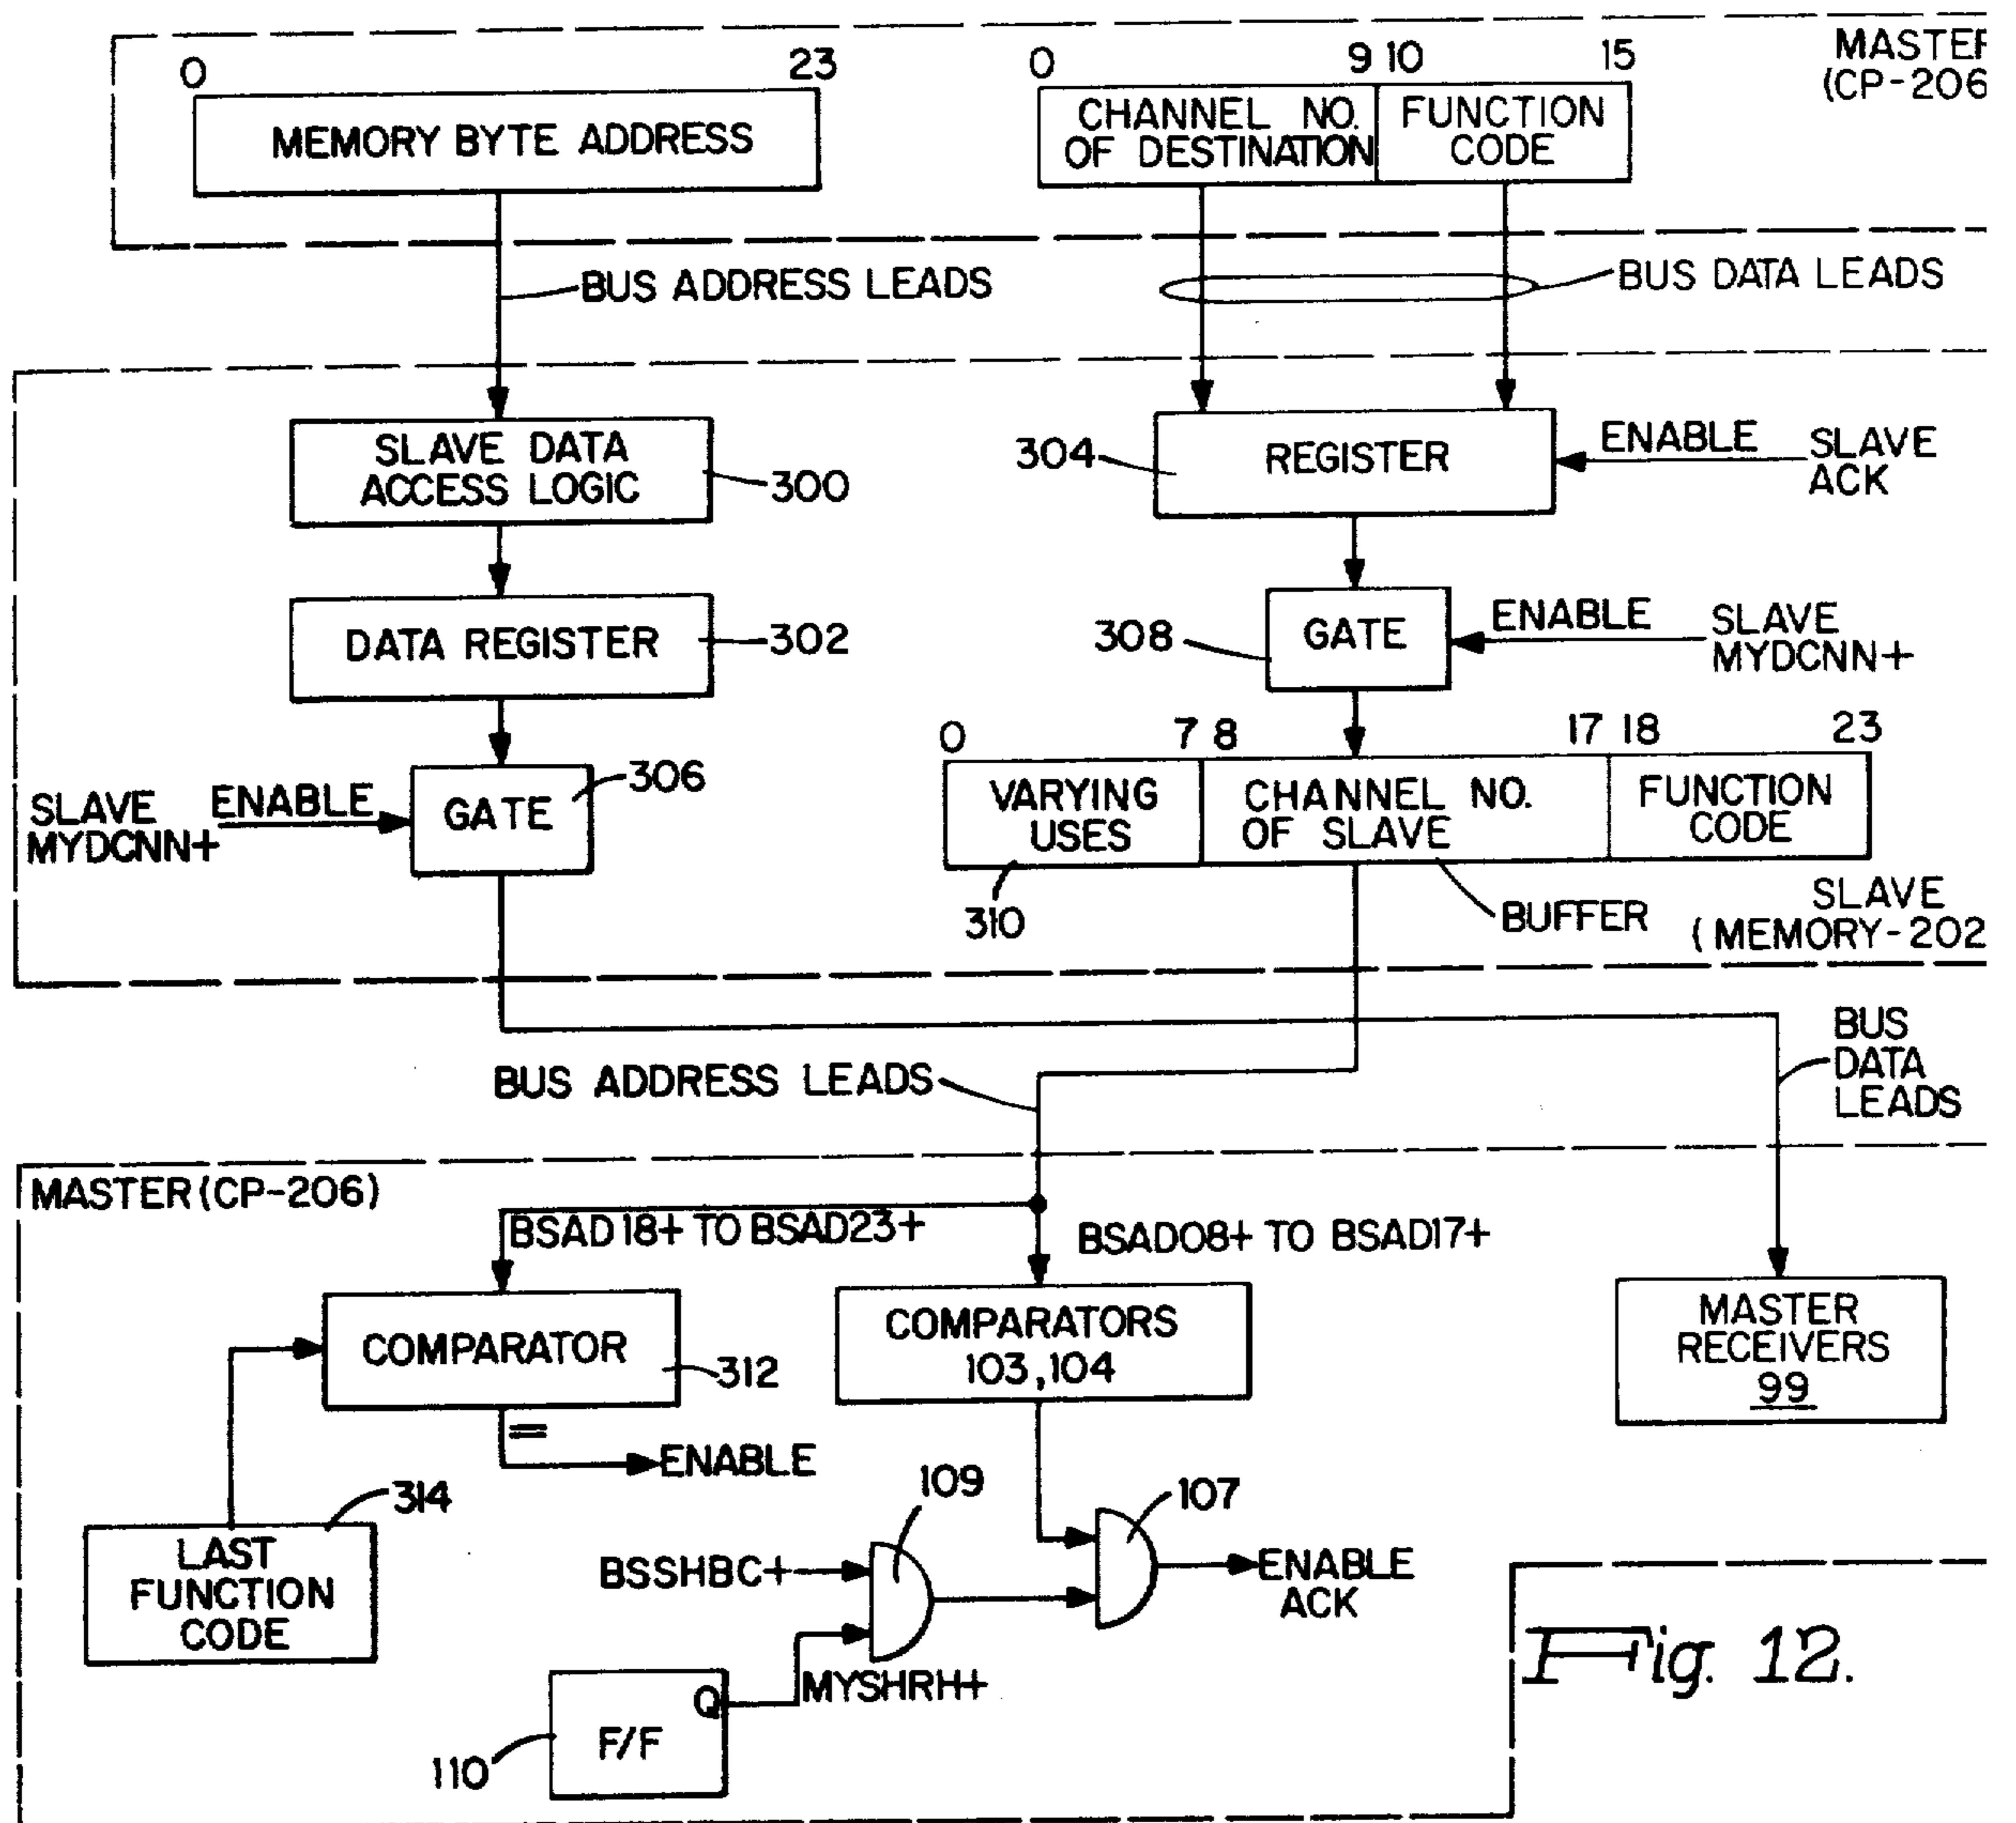 0 23
MEMORY BYTE ADDRESS
0 9 10 15
CHANNEL NO.
OF DESTINATION
FUNCTION
CODE
MASTER
(CP-206
BUS ADDRESS LEADS
BUS DATA LEADS
SLAVE DATA
ACCESS LOGIC
300
304
REGISTER
ENABLE
SLAVE
ACK
DATA REGISTER
302
308
GATE
ENABLE
SLAVE
MYDCNN+
SLAVE
MYDCNN+
ENABLE
GATE
306
0 7 8 17 18 23
VARYING
USES
CHANNEL NO.
OF SLAVE
FUNCTION
CODE
310
BUFFER
SLAVE
(MEMORY-202
BUS ADDRESS LEADS
BUS
DATA
LEADS
MASTER (CP-206)
BSAD18+ TO BSAD23+
BSAD08+ TO BSAD17+
COMPARATOR
312
COMPARATORS
103,104
MASTER
RECEIVERS
99
=
ENABLE
314
LAST
FUNCTION
CODE
109
107
BSSHBC+
ENABLE
ACK
MYSHRH+
Q
F/F
110
Fig. 12.